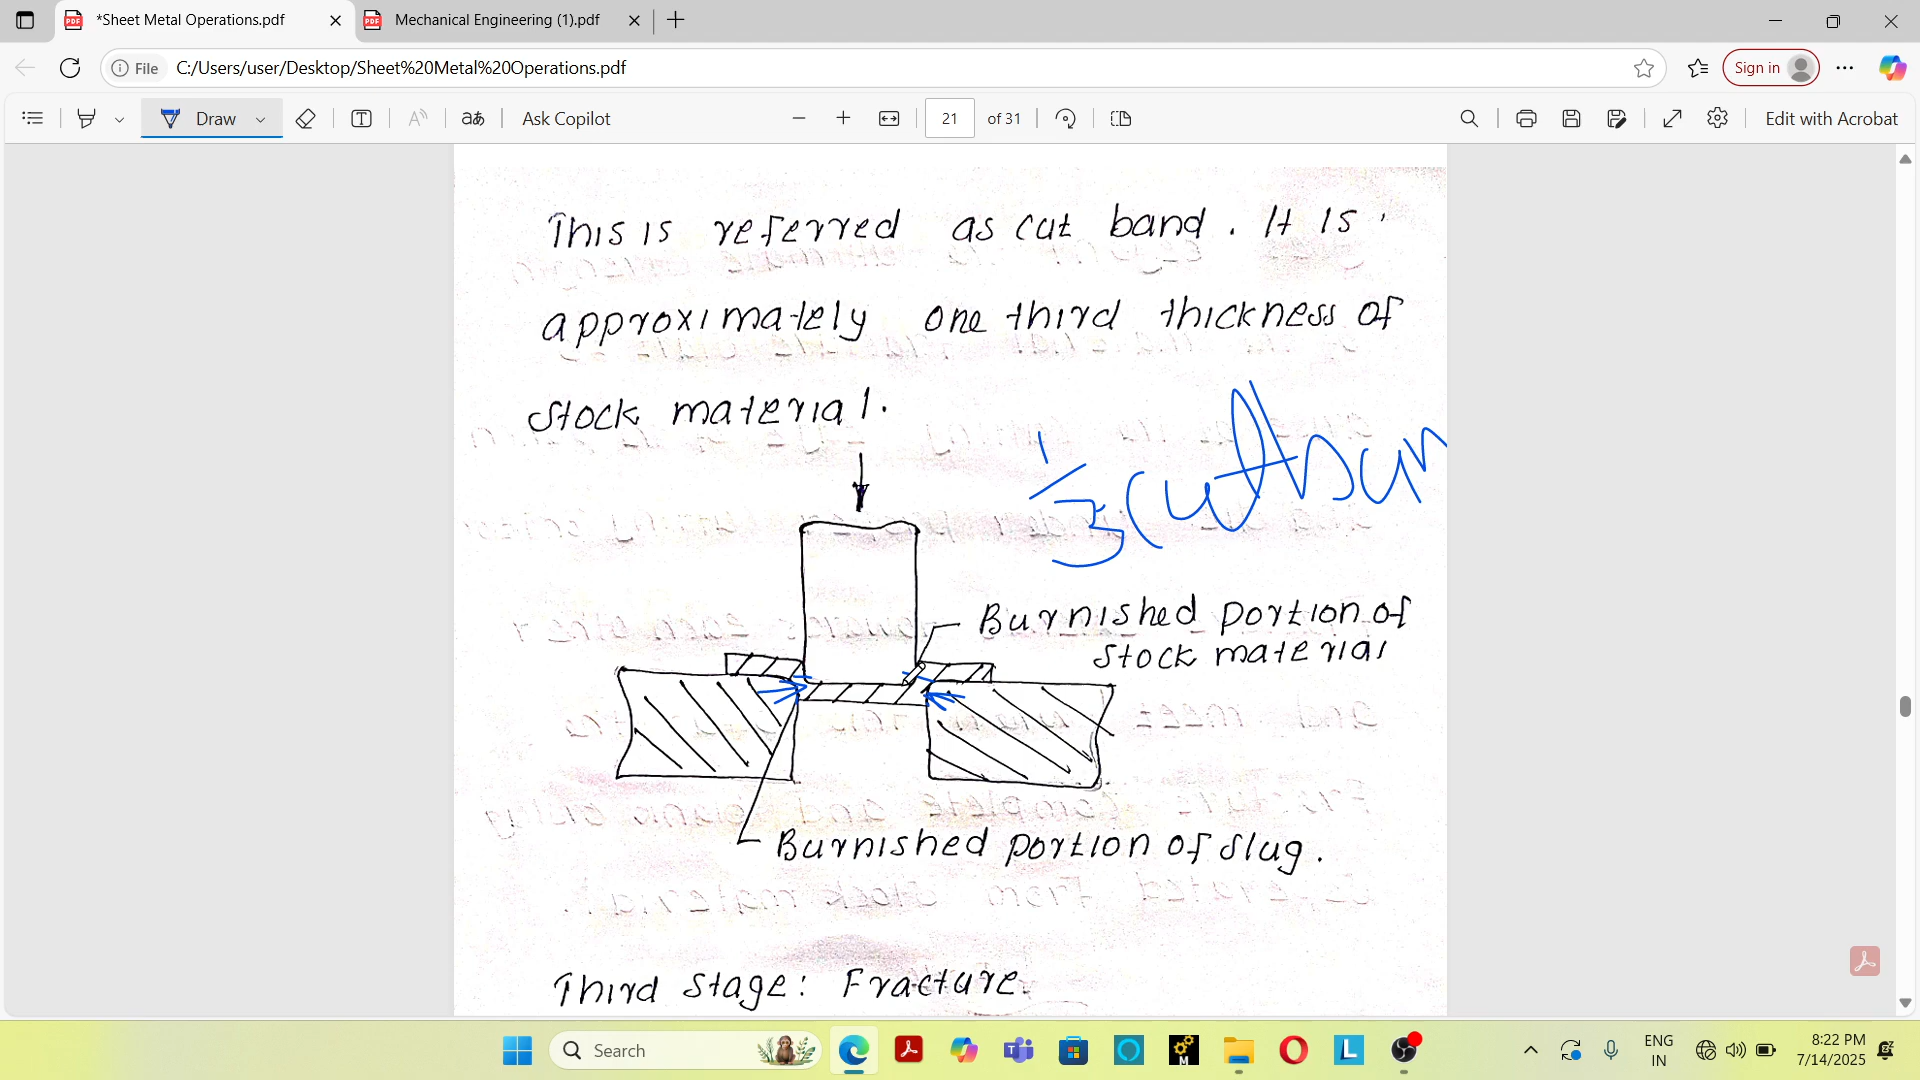 *Sheet Metal Operations.pdf
Mechanical Engineering (1).pdf
File
C:/Users/user/Desktop/Sheet%20Metal%20Operations.pdf
Sign in
Draw
Ask Copilot
21 of 31
Edit with Acrobat
This is referred as cut band. It is
approximately one third thickness of
stock material.
1/3 cut
Burnished portion of
stock material
Burnished portion of slug.
Third stage: Fracture.
Search
ENG
IN
8:22 PM
7/14/2025